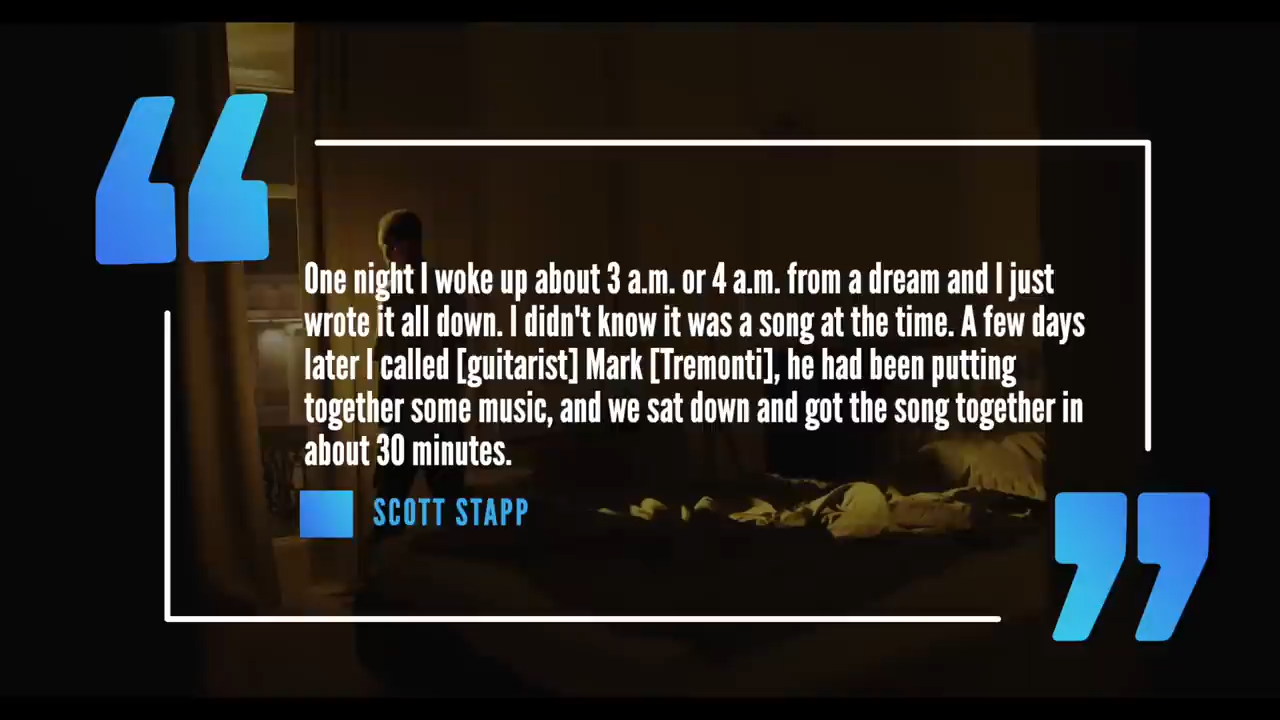 One night I woke up about 3 a.m. or 4 a.m. from a dream and I just
wrote it all down. I didn't know it was a song at the time. A few days
later I called [guitarist] Mark [Tremonti], he had been putting
together some music, and we sat down and got the song together in
about 30 minutes.
SCOTT STAPP